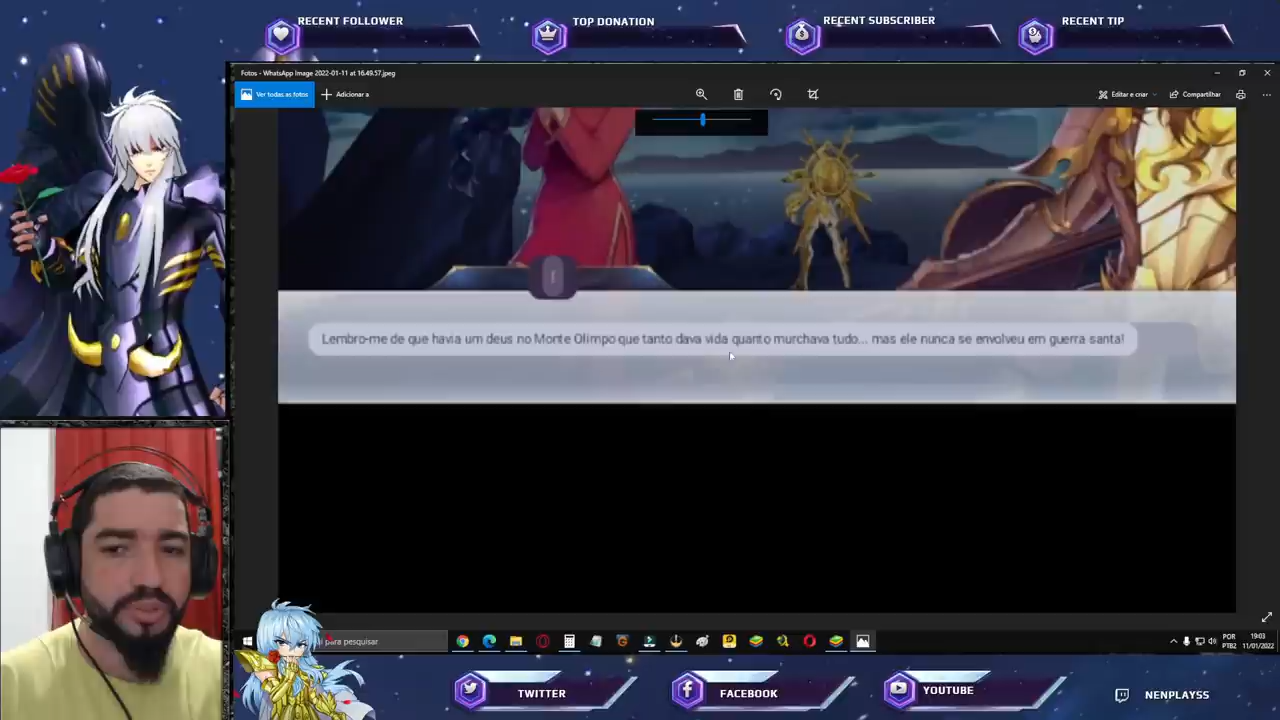 RECENT FOLLOWER
TOP DONATION
RECENT SUBSCRIBER
RECENT TIP
Fotos - WhatsApp Image 2022-01-11 at 16.49.57.jpeg
Ver todas as fotos
Adicionar a
Editar e criar
Compartilhar
Lembro-me de que havia um deus no Monte Olimpo que tanto dava vida quanto murchava tudo... mas ele nunca se envolveu em guerra santa!
para pesquisar
POR
PTB2
19:03
11/01/2022
TWITTER
FACEBOOK
YOUTUBE
NENPLAYSS